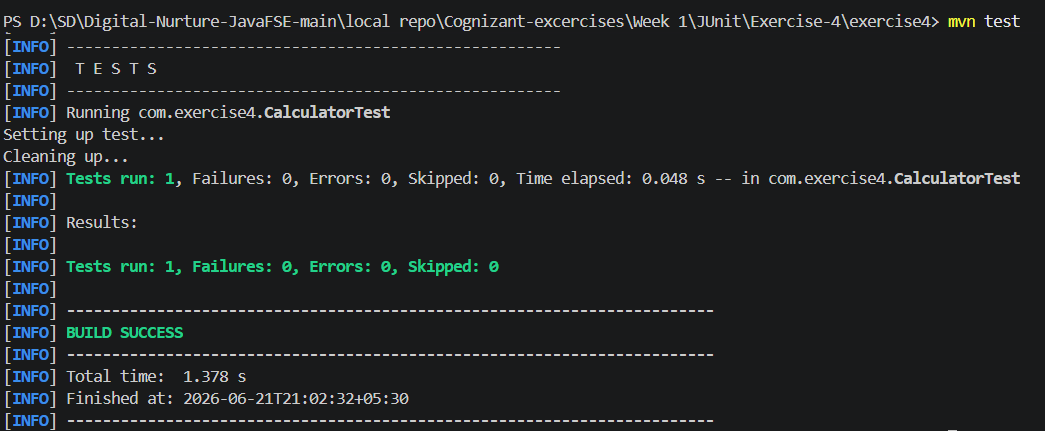 PS D:\SD\Digital-Nurture-JavaFSE-main\local repo\Cognizant-excercises\Week 1\JUnit\Exercise-4\exercise4> mvn test
[INFO] -------------------------------------------------------
[INFO]  T E S T S
[INFO] -------------------------------------------------------
[INFO] Running com.exercise4.CalculatorTest
Setting up test...
Cleaning up...
[INFO] Tests run: 1, Failures: 0, Errors: 0, Skipped: 0, Time elapsed: 0.048 s -- in com.exercise4.CalculatorTest
[INFO]
[INFO] Results:
[INFO]
[INFO] Tests run: 1, Failures: 0, Errors: 0, Skipped: 0
[INFO]
[INFO] ------------------------------------------------------------------------
[INFO] BUILD SUCCESS
[INFO] ------------------------------------------------------------------------
[INFO] Total time:  1.378 s
[INFO] Finished at: 2026-06-21T21:02:32+05:30
[INFO] ------------------------------------------------------------------------